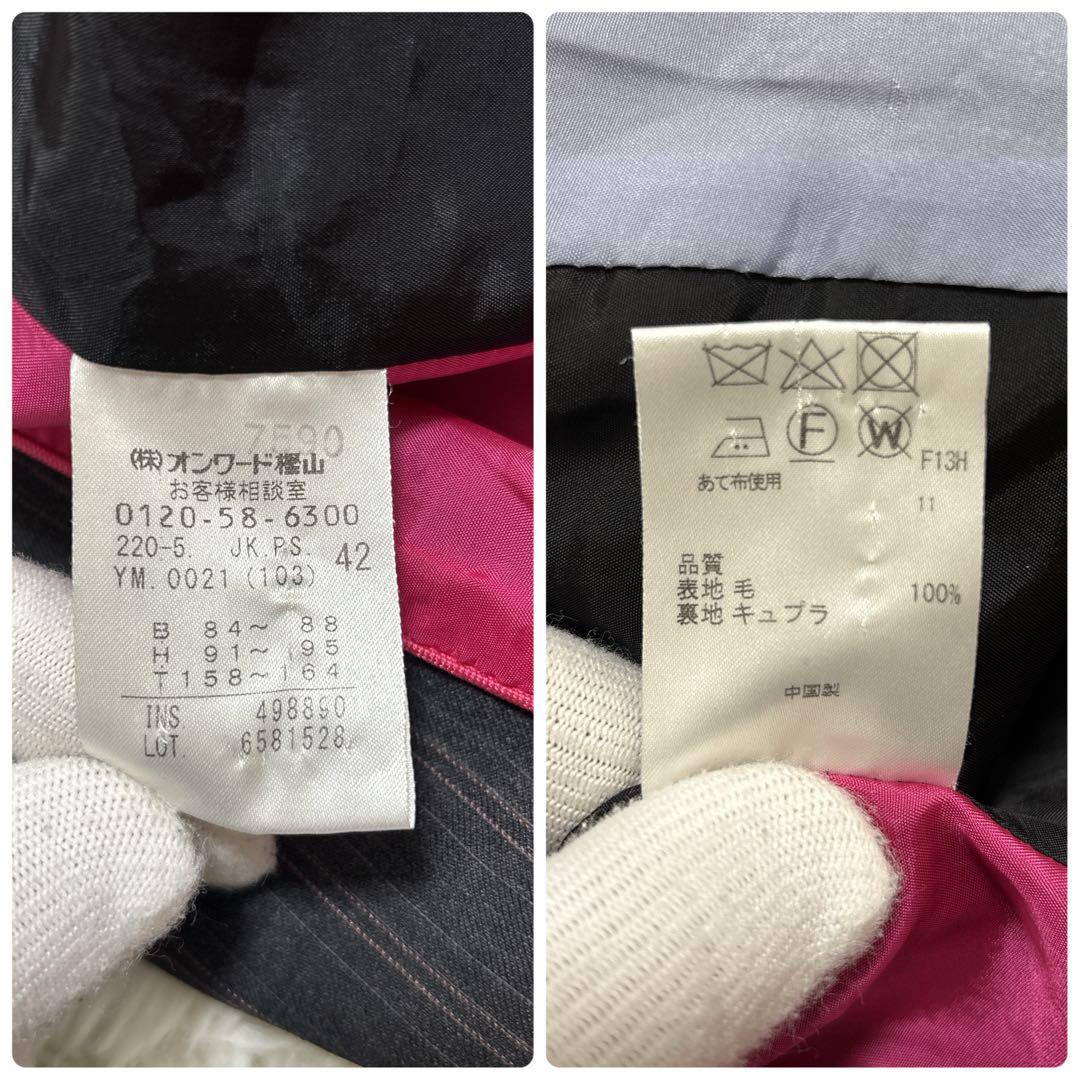 7590
(株)オンワード樫山
お客様相談室
0120-58-6300
220-5. JK.PS. 42
YM.0021(103)
B 84～ 88
H 91～ 95
T 158～164
INS. 498890
LOT. 6581528
F
W
F13H
あて布使用
11
品質
表地 毛 100%
裏地 キュプラ
中国製